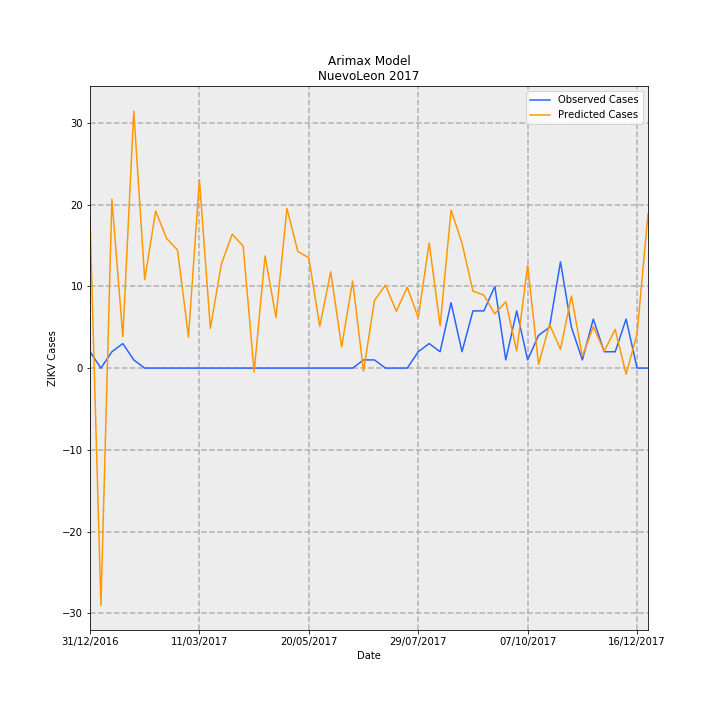 Arimax Model
NuevoLeon 2017
Observed Cases
Predicted Cases
30
20
10
0
−10
−20
−30
ZIKV Cases
31/12/2016 11/03/2017 20/05/2017 29/07/2017 07/10/2017 16/12/2017
Date